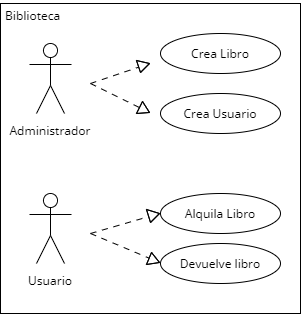 Biblioteca
Crea Libro
Administrador
Crea Usuario
Alquila Libro
Usuario
Devuelve libro